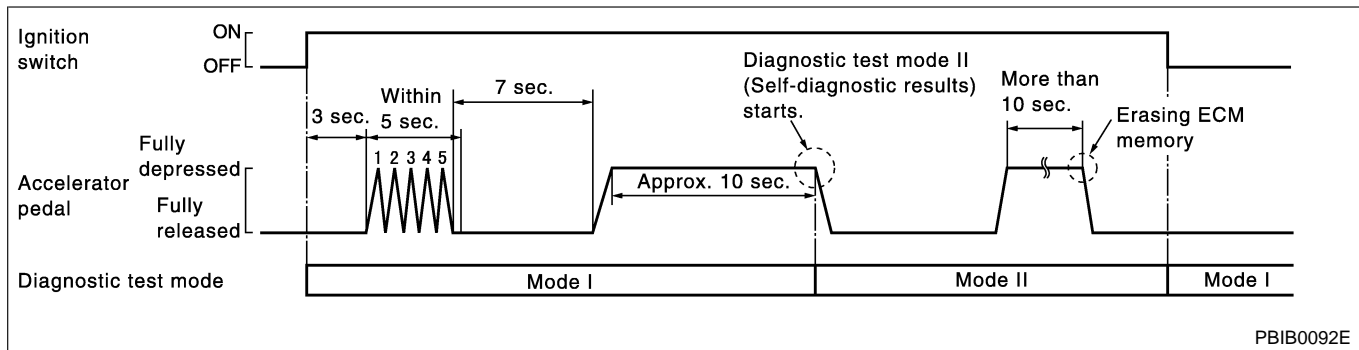 Ignition
switch
ON
OFF
3 sec.
Within
5 sec.
7 sec.
Diagnostic test mode II
(Self-diagnostic results)
starts.
More than
10 sec.
Erasing ECM
memory
Accelerator
pedal
Fully
depressed
Fully
released
1 2 3 4 5
Approx. 10 sec.
Diagnostic test mode
Mode I
Mode II
Mode I
PBIB0092E